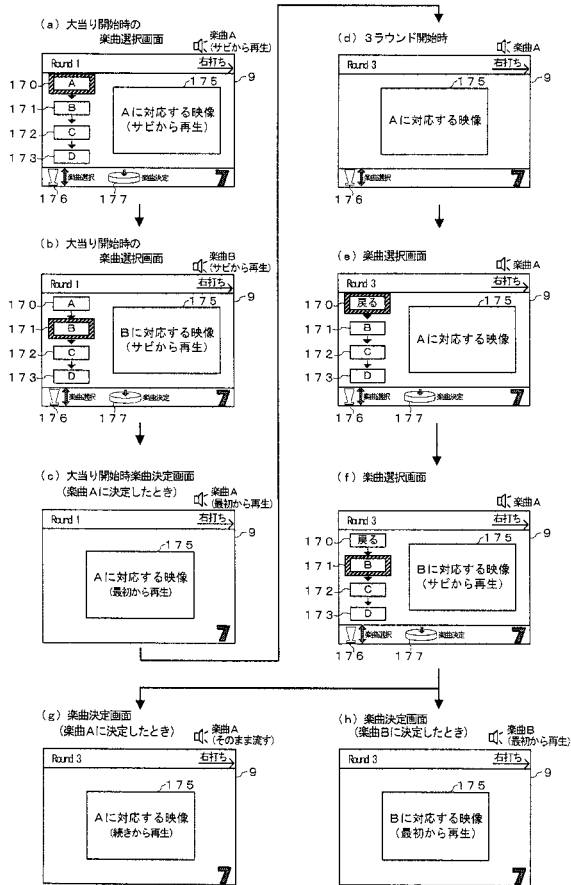 (a) 大当り開始時の
楽曲選択画面
楽曲A
(サビから再生)
Round 1
右打ち
9
170
A
175
171
B
Aに対応する映像
(サビから再生)
172
C
173
D
楽曲選択
楽曲決定
7
176
177
(b) 大当り開始時の
楽曲選択画面
楽曲B
(サビから再生)
Round 1
右打ち
9
170
A
175
171
B
Bに対応する映像
(サビから再生)
172
C
173
D
楽曲選択
楽曲決定
7
176
177
(c) 大当り開始時楽曲決定画面
(楽曲Aに決定したとき)
楽曲A
(最初から再生)
Round 1
右打ち
9
175
Aに対応する映像
(最初から再生)
7
(d) 3ラウンド開始時
楽曲A
Round 3
右打ち
9
175
Aに対応する映像
7
176
(e) 楽曲選択画面
楽曲A
Round 3
右打ち
9
170
戻る
175
171
B
Aに対応する映像
172
C
173
D
楽曲選択
楽曲決定
7
176
177
(f) 楽曲選択画面
楽曲A
Round 3
右打ち
9
170
戻る
175
171
B
Bに対応する映像
(サビから再生)
172
C
173
D
楽曲選択
楽曲決定
7
176
177
(g) 楽曲決定画面
(楽曲Aに決定したとき)
楽曲A
(そのまま流す)
Round 3
右打ち
9
175
Aに対応する映像
(続きから再生)
7
(h) 楽曲決定画面
(楽曲Bに決定したとき)
楽曲B
(最初から再生)
Round 3
右打ち
9
175
Bに対応する映像
(最初から再生)
7